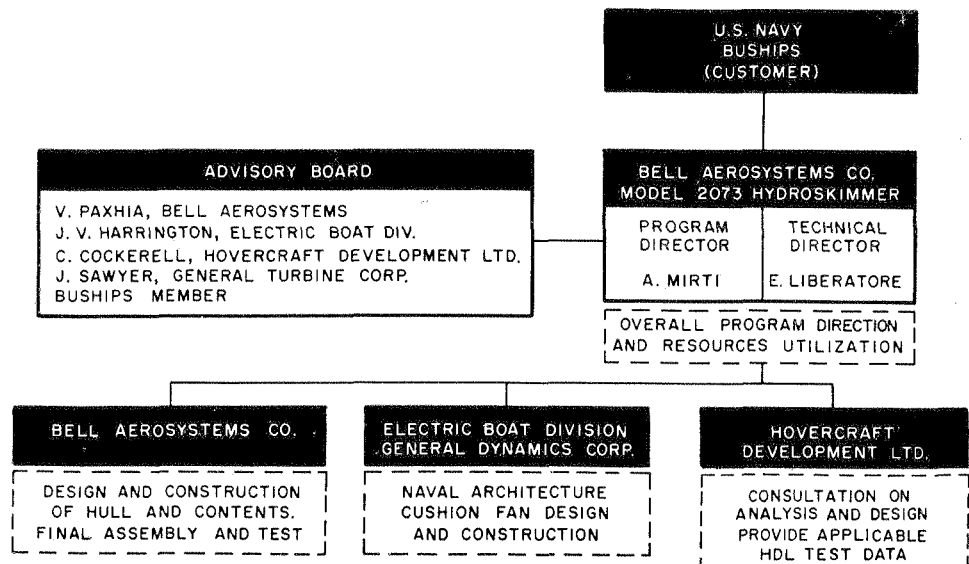 U.S. NAVY
BUSHIPS
(CUSTOMER)
ADVISORY BOARD
V. PAXHIA, BELL AEROSYSTEMS
J. V. HARRINGTON, ELECTRIC BOAT DIV.
C. COCKERELL, HOVERCRAFT DEVELOPMENT LTD.
J. SAWYER, GENERAL TURBINE CORP.
BUSHIPS MEMBER
BELL AEROSYSTEMS CO.
MODEL 2073 HYDROSKIMMER
PROGRAM
DIRECTOR
A. MIRTI
TECHNICAL
DIRECTOR
E. LIBERATORE
OVERALL PROGRAM DIRECTION
AND RESOURCES UTILIZATION
BELL AEROSYSTEMS CO.
DESIGN AND CONSTRUCTION
OF HULL AND CONTENTS.
FINAL ASSEMBLY AND TEST
ELECTRIC BOAT DIVISION
GENERAL DYNAMICS CORP.
NAVAL ARCHITECTURE
CUSHION FAN DESIGN
AND CONSTRUCTION
HOVERCRAFT
DEVELOPMENT LTD.
CONSULTATION ON
ANALYSIS AND DESIGN
PROVIDE APPLICABLE
HDL TEST DATA